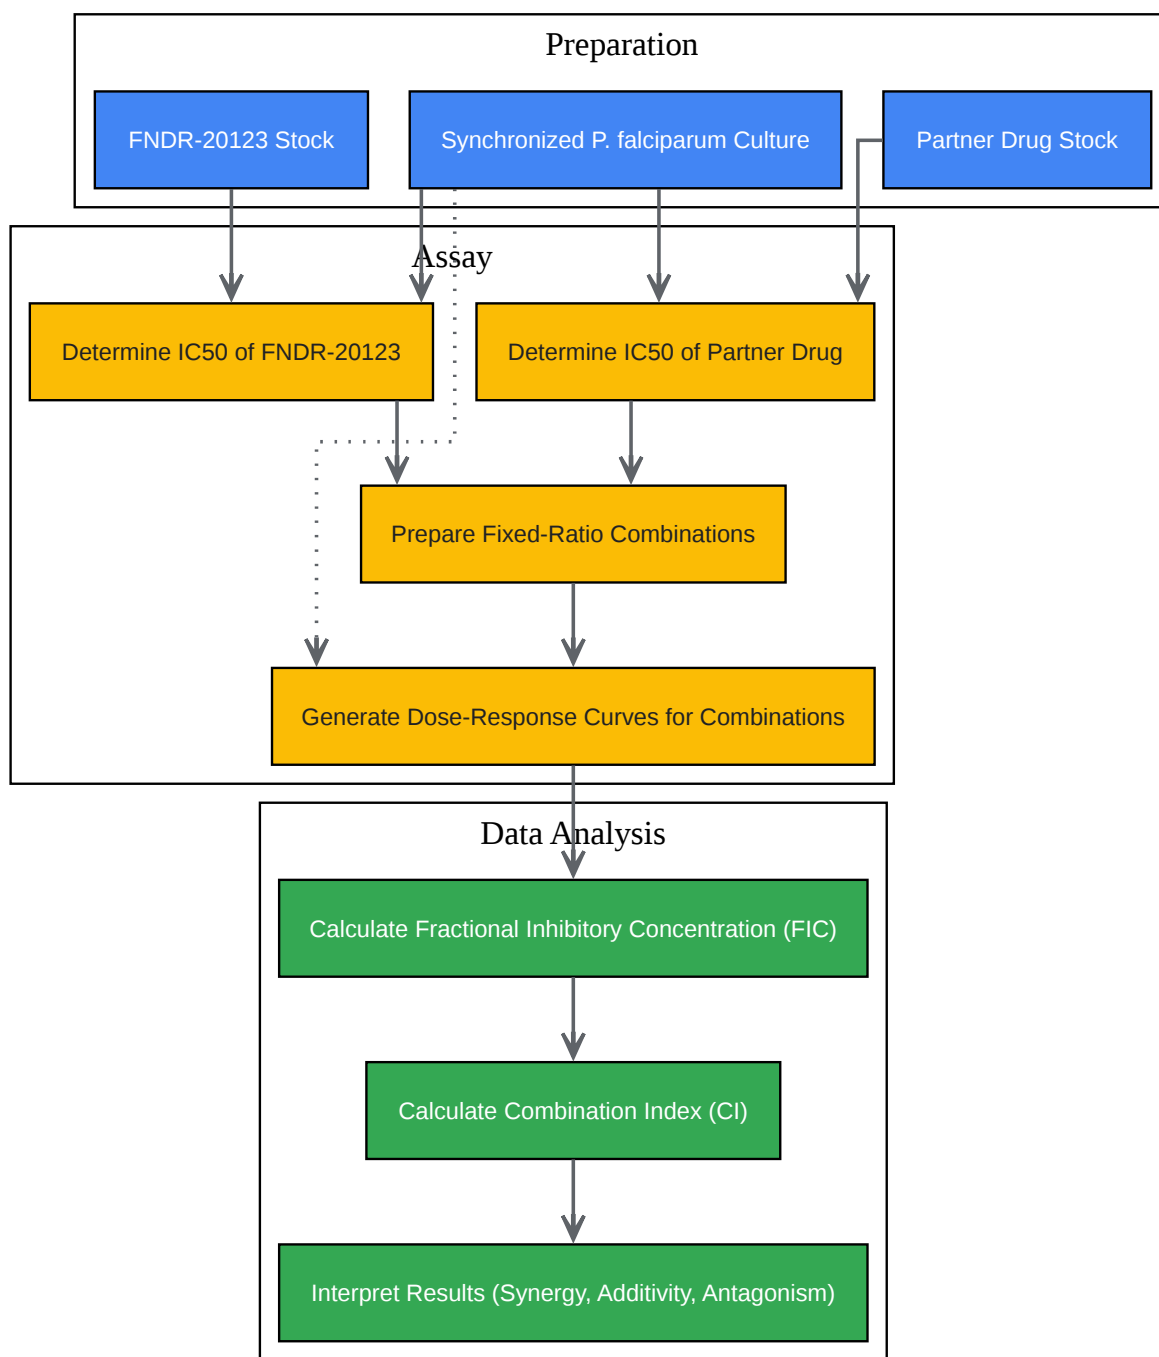 Preparation
FNDR-20123 Stock
Synchronized P. falciparum Culture
Partner Drug Stock
Assay
Determine IC50 of FNDR-20123
Determine IC50 of Partner Drug
Prepare Fixed-Ratio Combinations
Generate Dose-Response Curves for Combinations
Data Analysis
Calculate Fractional Inhibitory Concentration (FIC)
Calculate Combination Index (CI)
Interpret Results (Synergy, Additivity, Antagonism)